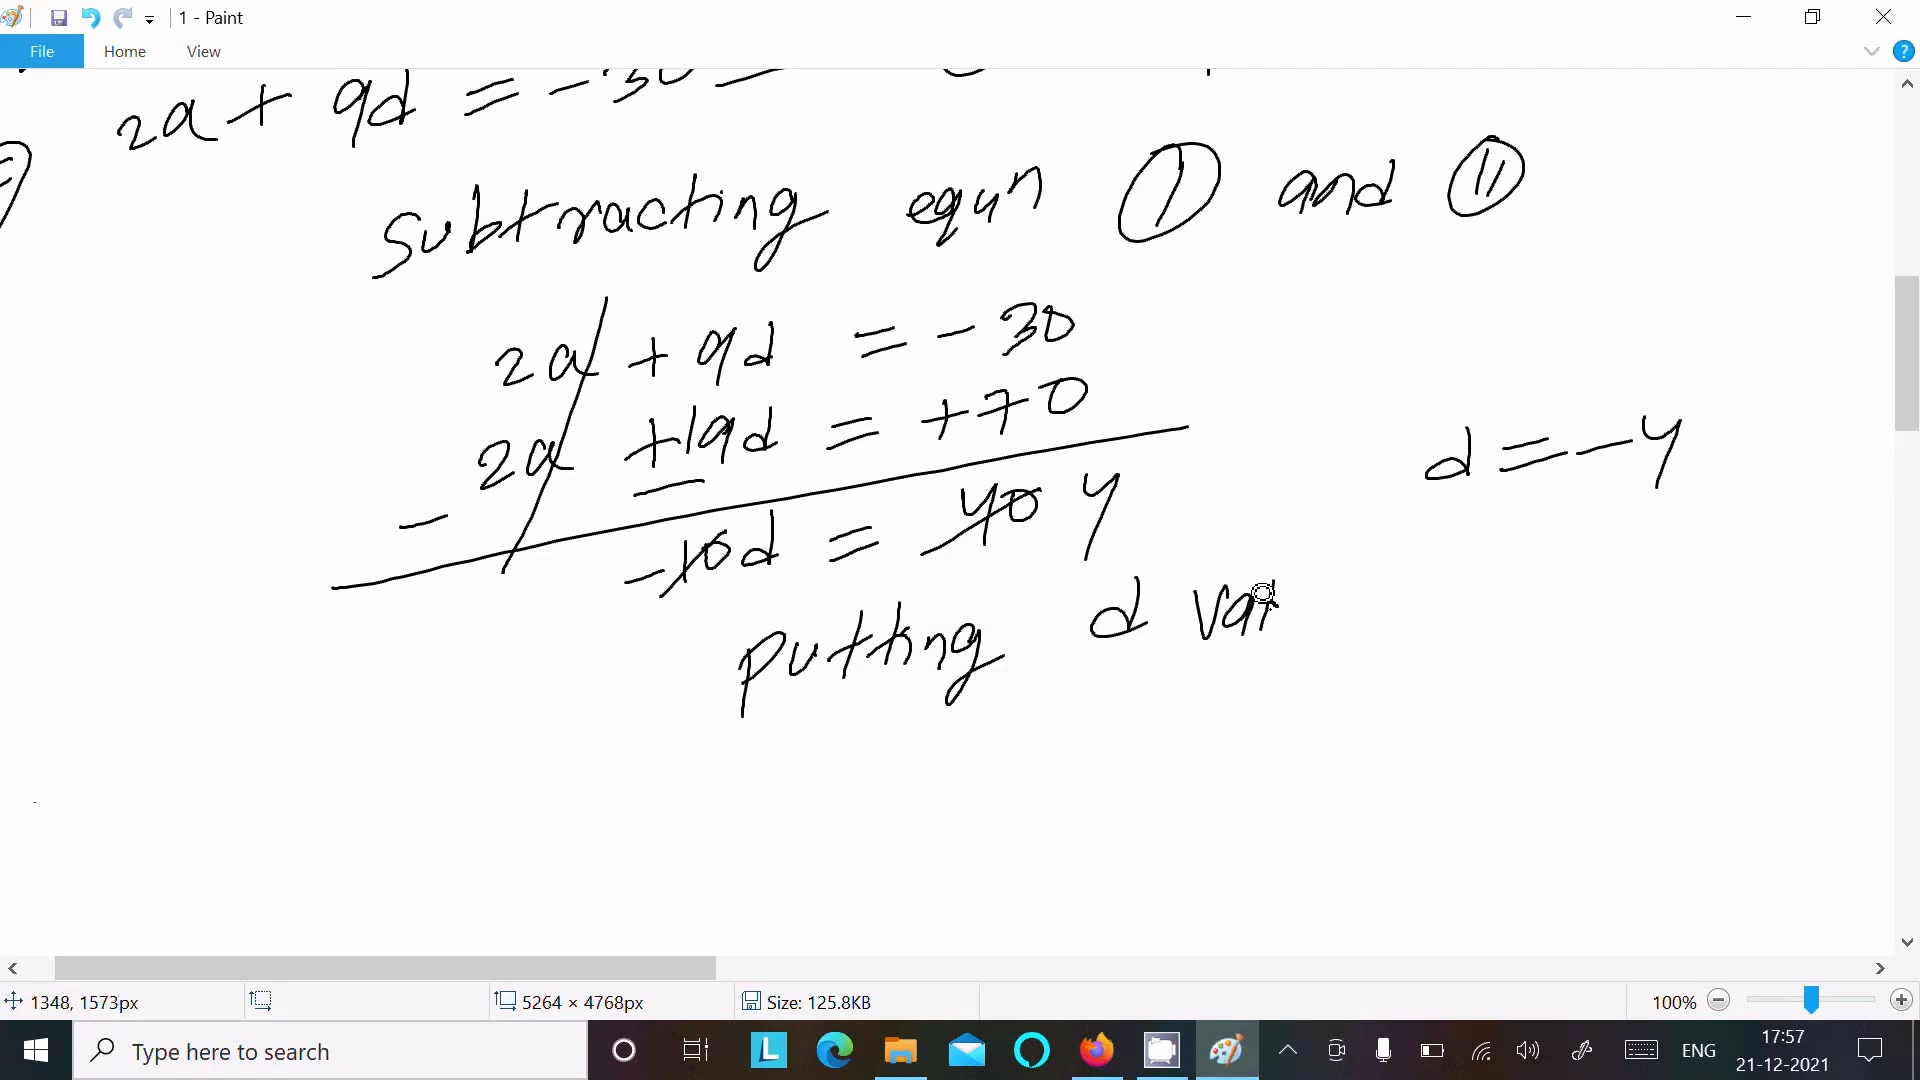 1 - Paint
File Home View
2a + 9d = -30
Subtracting equn I and II
2a + 9d = - 30
2a + 19d = + 70
- -
d = - 4
-10d = 40 4
putting d val
1348, 1573px 5264 × 4768px Size: 125.8KB 100%
Type here to search
L
ENG
17:57
21-12-2021